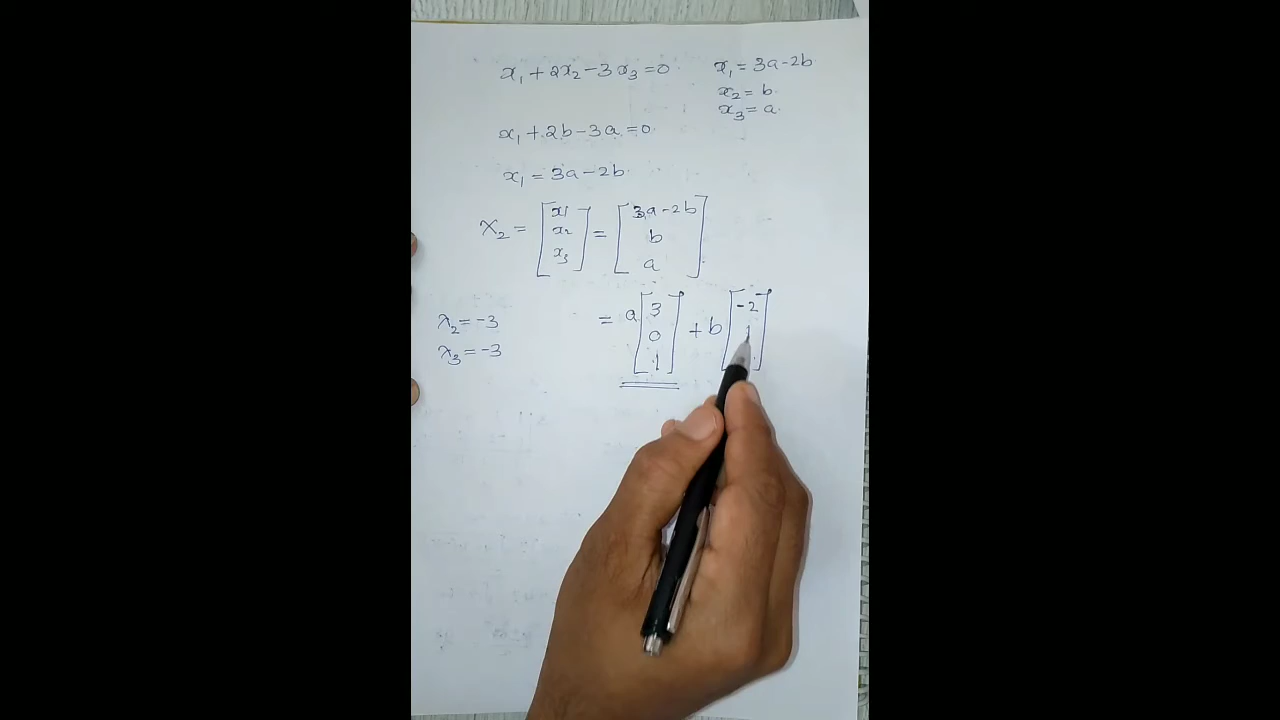 x₁ + 2x₂ - 3x₃ = 0
x₁ = 3a - 2b
x₂ = b
x₃ = a
x₁ + 2b - 3a = 0
x₁ = 3a - 2b
X₂ = [x1 x₂ x₃] = [3a - 2b b a]
= a [3 0 1] + b [-2 1
λ₂ = -3
λ₃ = -3